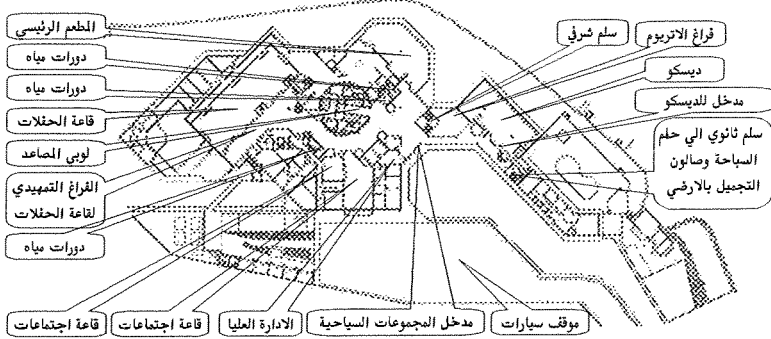 المطعم الرئيسي
دورات مياه
دورات مياه
قاعة الحفلات
لوبي المصاعد
الفراغ التمهيدي
لقاعة الحفلات
دورات مياه
سلم شرفي
فراغ الاتريوم
ديسكو
مدخل للديسكو
سلم ثانوي الي حمام
السباحة وصالون
التجميل بالارضي
قاعة اجتماعات
قاعة اجتماعات
الادارة العليا
مدخل المجموعات السياحية
موقف سيارات